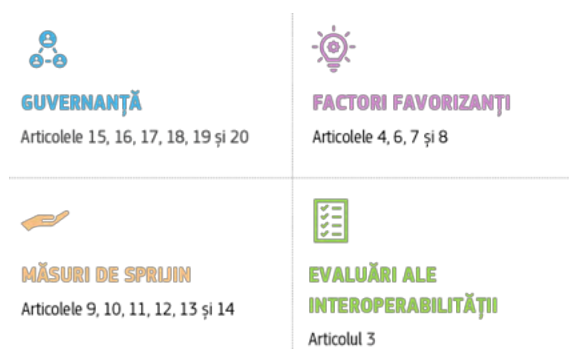 GUVERNANȚĂ
Articolele 15, 16, 17, 18, 19 și 20
FACTORI FAVORIZANȚI
Articolele 4, 6, 7 și 8
MĂSURI DE SPRIJIN
Articolele 9, 10, 11, 12, 13 și 14
EVALUĂRI ALE
INTEROPERABILITĂȚII
Articolul 3